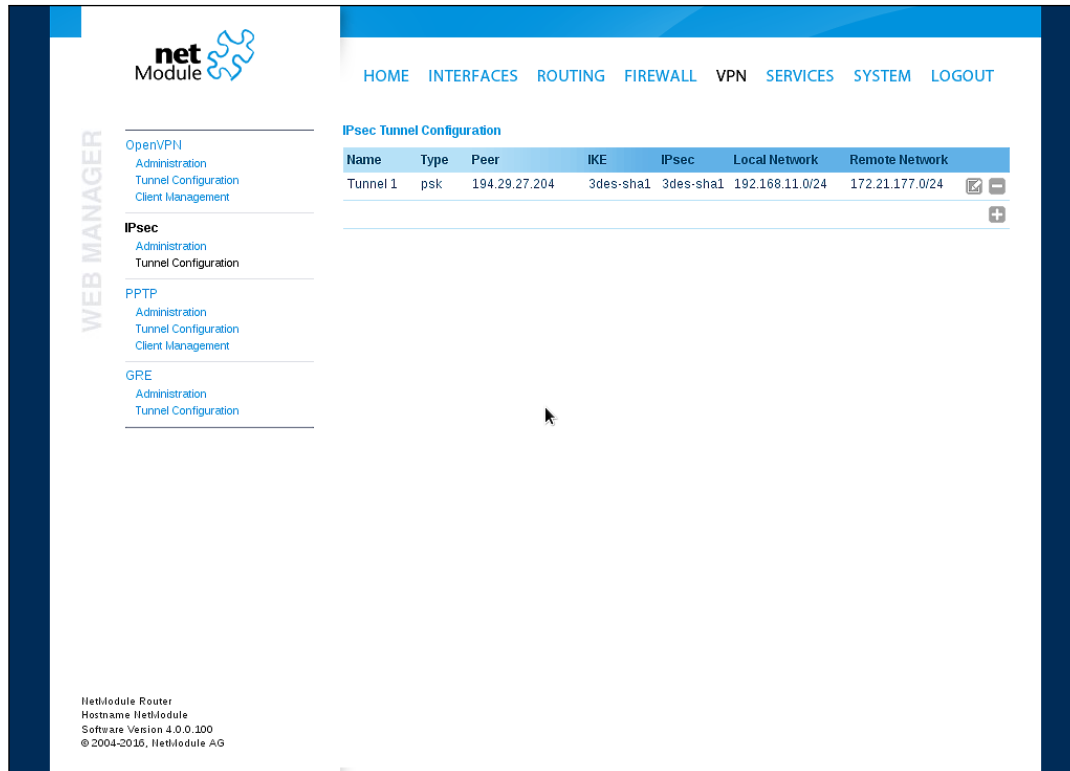 net
Module
HOME INTERFACES ROUTING FIREWALL VPN SERVICES SYSTEM LOGOUT
WEB MANAGER
OpenVPN
Administration
Tunnel Configuration
Client Management
IPsec
Administration
Tunnel Configuration
PPTP
Administration
Tunnel Configuration
Client Management
GRE
Administration
Tunnel Configuration
IPsec Tunnel Configuration
Name Type Peer IKE IPsec Local Network Remote Network
Tunnel 1 psk 194.29.27.204 3des-sha1 3des-sha1 192.168.11.0/24 172.21.177.0/24
NetModule Router
Hostname NetModule
Software Version 4.0.0.100
© 2004-2016, NetModule AG